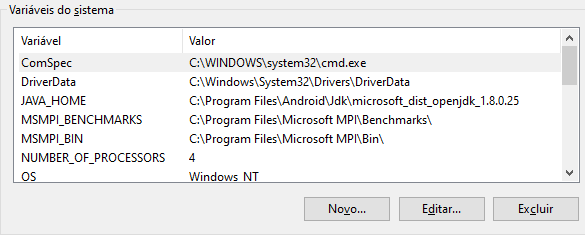 Variáveis do sistema
Variável Valor
ComSpec C:\WINDOWS\system32\cmd.exe
DriverData C:\Windows\System32\Drivers\DriverData
JAVA_HOME C:\Program Files\Android\Jdk\microsoft_dist_openjdk_1.8.0.25
MSMPI_BENCHMARKS C:\Program Files\Microsoft MPI\Benchmarks\
MSMPI_BIN C:\Program Files\Microsoft MPI\Bin\
NUMBER_OF_PROCESSORS 4
OS Windows_NT
Novo... Editar... Excluir